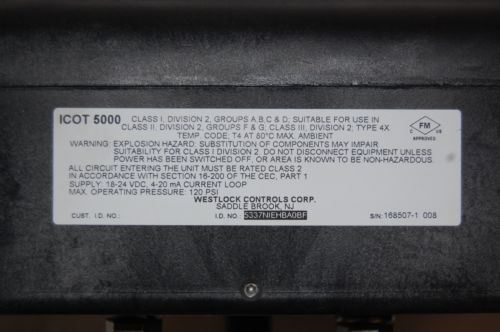 ICOT 5000 CLASS I, DIVISION 2, GROUPS A,B,C & D; SUITABLE FOR USE IN
CLASS II, DIVISION 2, GROUPS F & G; CLASS III, DIVISION 2; TYPE 4X
TEMP. CODE; T4 AT 80°C MAX. AMBIENT
FM
C US
APPROVED
WARNING: EXPLOSION HAZARD. SUBSTITUTION OF COMPONENTS MAY IMPAIR
SUITABILITY FOR CLASS I DIVISION 2. DO NOT DISCONNECT EQUIPMENT UNLESS
POWER HAS BEEN SWITCHED OFF, OR AREA IS KNOWN TO BE NON-HAZARDOUS.
ALL CIRCUIT ENTERING THE UNIT MUST BE RATED CLASS 2
IN ACCORDANCE WITH SECTION 16-200 OF THE CEC, PART 1
SUPPLY: 18-24 VDC, 4-20 mA CURRENT LOOP
MAX. OPERATING PRESSURE: 120 PSI
WESTLOCK CONTROLS CORP.
SADDLE BROOK, NJ
CUST. I.D. NO.: I.D. NO.: 5337NIEHBA0BF S/N: 168507-1 008